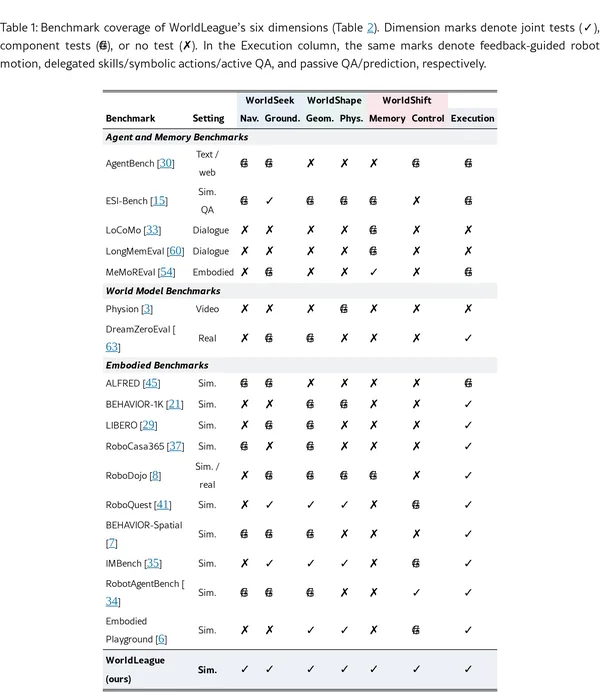 Table 1: Benchmark coverage of WorldLeague's six dimensions (Table 2). Dimension marks denote joint tests (✓),
component tests (), or no test (✗). In the Execution column, the same marks denote feedback-guided robot
motion, delegated skills/symbolic actions/active QA, and passive QA/prediction, respectively.
WorldSeek WorldShape WorldShift
Benchmark Setting Nav. Ground. Geom. Phys. Memory Control Execution
Agent and Memory Benchmarks
AgentBench [30] Text / web ✗ ✗ ✗
ESI-Bench [15] Sim. QA ✓ ✗
LoCoMo [33] Dialogue ✗ ✗ ✗ ✗ ✗ ✗
LongMemEval [60] Dialogue ✗ ✗ ✗ ✗ ✗ ✗
MeMoREval [54] Embodied ✗ ✗ ✗ ✓ ✗
World Model Benchmarks
Physion [3] Video ✗ ✗ ✗ ✗ ✗ ✗
DreamZeroEval [63] Real ✗ ✗ ✗ ✗ ✓
Embodied Benchmarks
ALFRED [45] Sim. ✗ ✗ ✗ ✗
BEHAVIOR-1K [21] Sim. ✗ ✗ ✗ ✗ ✓
LIBERO [29] Sim. ✗ ✗ ✗ ✗ ✓
RoboCasa365 [37] Sim. ✗ ✗ ✗ ✗ ✓
RoboDojo [8] Sim. / real ✗ ✗ ✓
RoboQuest [41] Sim. ✗ ✓ ✓ ✓ ✗ ✓
BEHAVIOR-Spatial [7] Sim. ✗ ✗ ✗ ✓
IMBench [35] Sim. ✗ ✓ ✓ ✓ ✗ ✓
RobotAgentBench [34] Sim. ✗ ✗ ✓ ✓
Embodied Playground [6] Sim. ✗ ✗ ✓ ✓ ✗ ✓
WorldLeague (ours) Sim. ✓ ✓ ✓ ✓ ✓ ✓ ✓